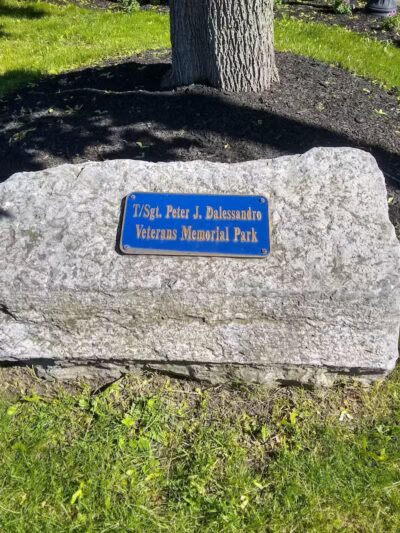 T/Sgt. Peter J. Dalessandro
Veterans Memorial Park